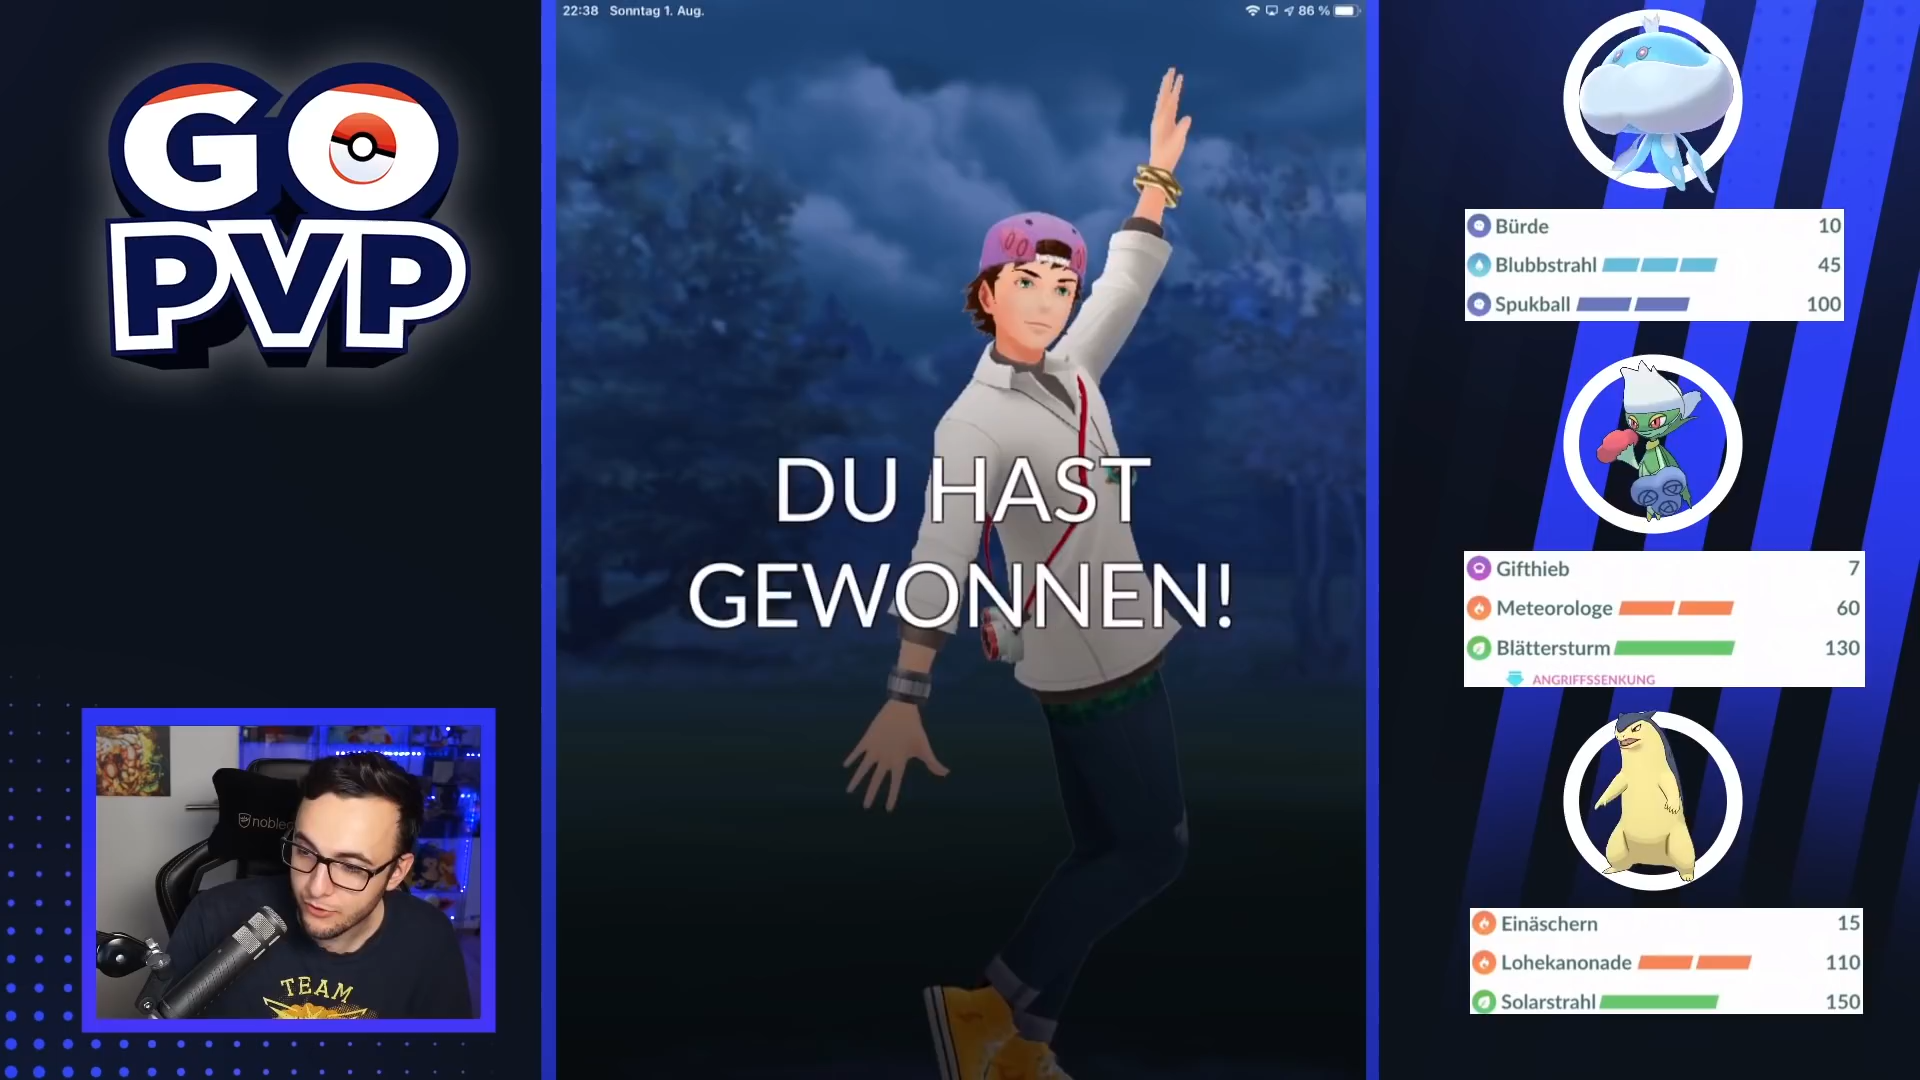 22:38 Sonntag 1. Aug.
86 %
GO
PVP
DU HAST
GEWONNEN!
Bürde 10
Blubbstrahl 45
Spukball 100
Gifthieb 7
Meteorologe 60
Blättersturm 130
ANGRIFFSSENKUNG
Einäschern 15
Lohekanonade 110
Solarstrahl 150
TEAM